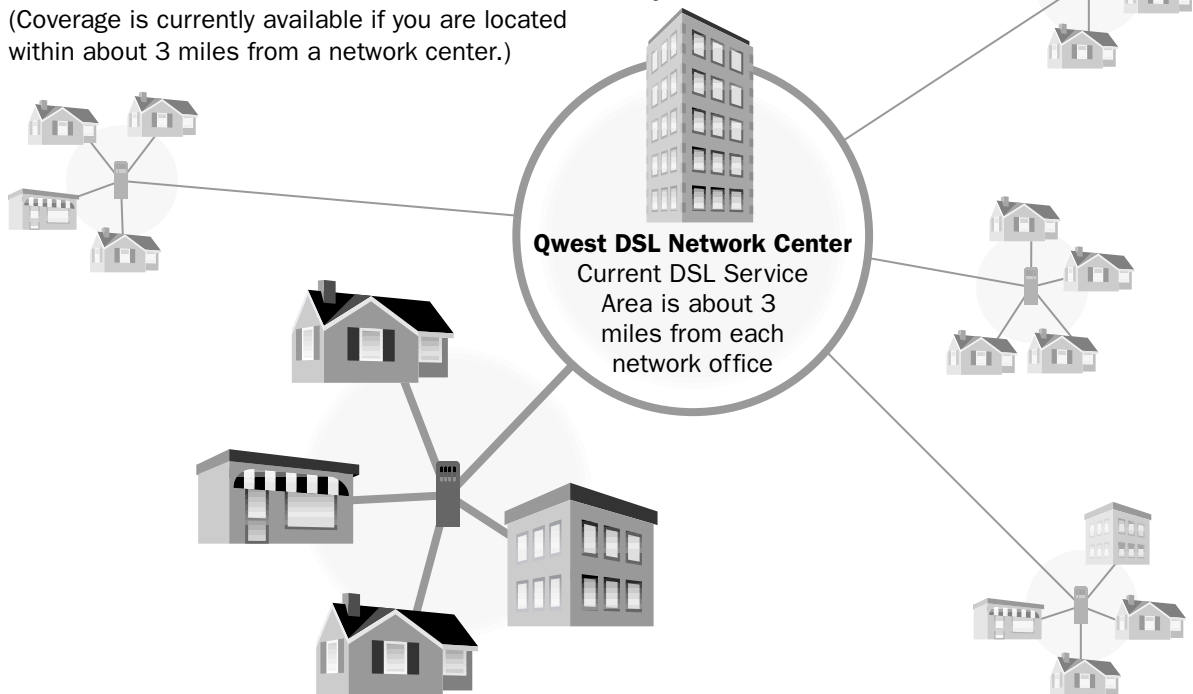 (Coverage is currently available if you are located
within about 3 miles from a network center.)
Qwest DSL Network Center
Current DSL Service
Area is about 3
miles from each
network office